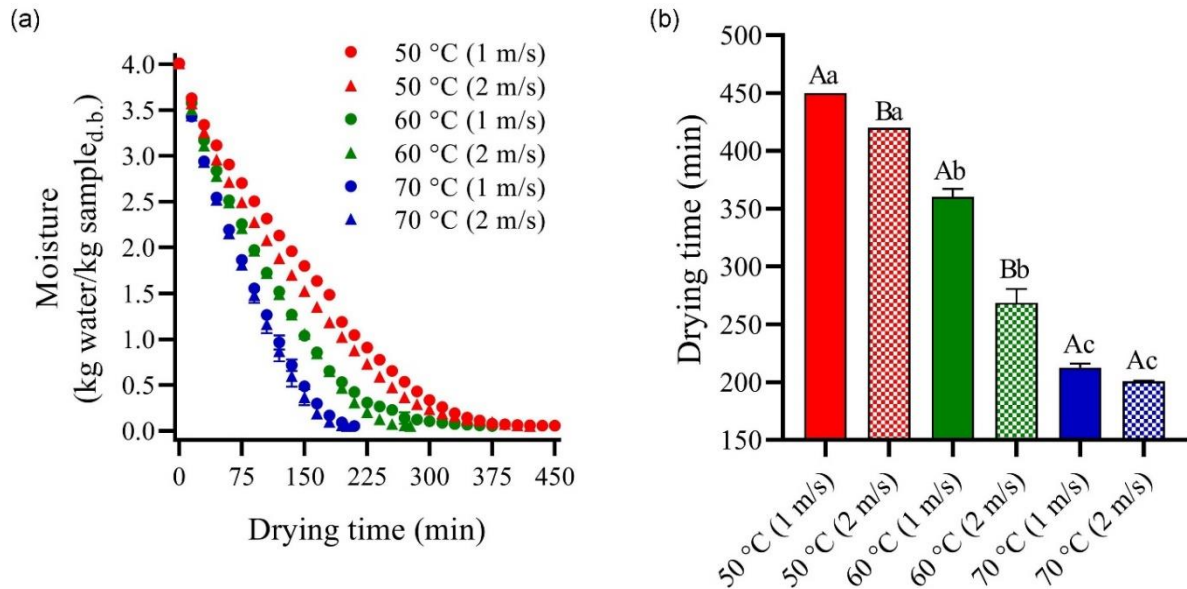 (a)
Moisture
(kg water/kg sample d.b.)
4.0
3.5
3.0
2.5
2.0
1.5
1.0
0.5
0.0
50 °C (1 m/s)
50 °C (2 m/s)
60 °C (1 m/s)
60 °C (2 m/s)
70 °C (1 m/s)
70 °C (2 m/s)
0 75 150 225 300 375 450
Drying time (min)
(b)
Drying time (min)
500
450
400
350
300
250
200
150
Aa
Ba
Ab
Bb
Ac
Ac
50 °C (1 m/s)
50 °C (2 m/s)
60 °C (1 m/s)
60 °C (2 m/s)
70 °C (1 m/s)
70 °C (2 m/s)